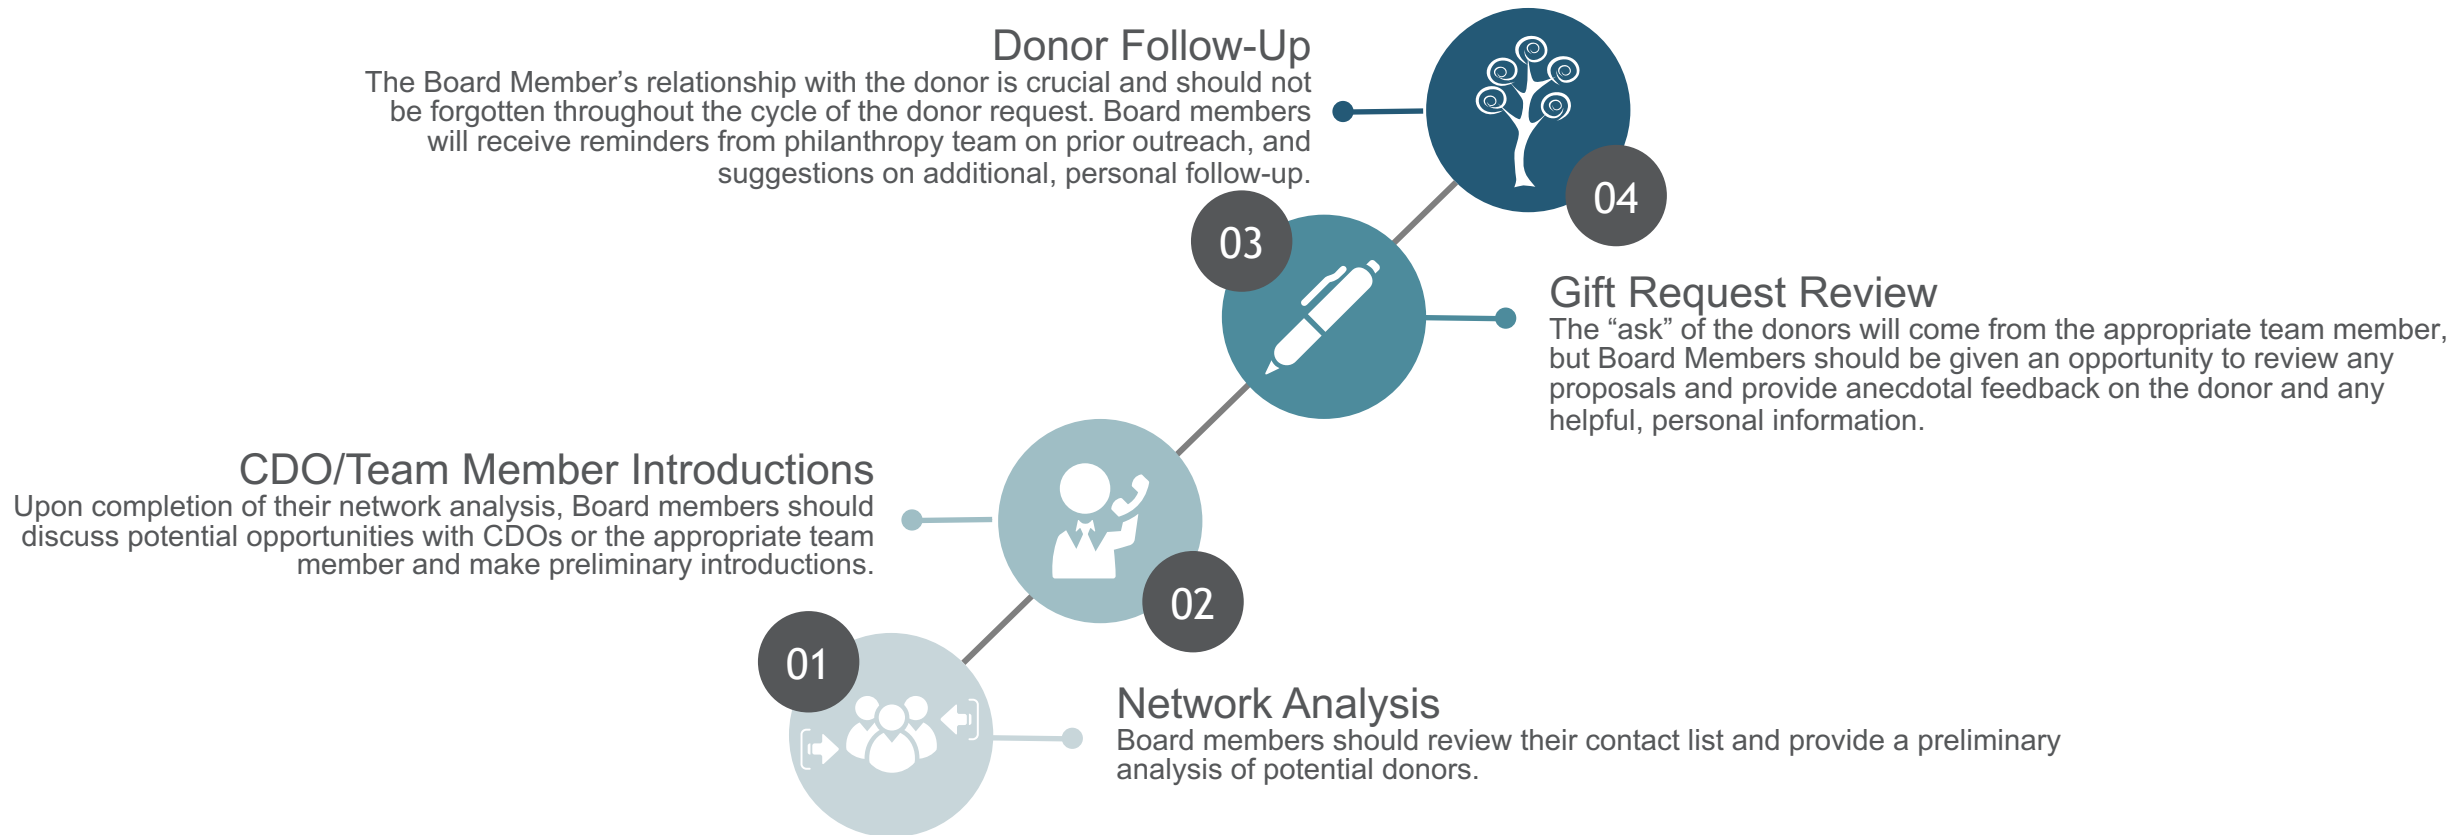 Donor Follow-Up
The Board Member’s relationship with the donor is crucial and should not
be forgotten throughout the cycle of the donor request. Board members
will receive reminders from philanthropy team on prior outreach, and
suggestions on additional, personal follow-up.
04
03
Gift Request Review
The “ask” of the donors will come from the appropriate team member,
but Board Members should be given an opportunity to review any
proposals and provide anecdotal feedback on the donor and any
helpful, personal information.
CDO/Team Member Introductions
Upon completion of their network analysis, Board members should
discuss potential opportunities with CDOs or the appropriate team
member and make preliminary introductions.
02
01
Network Analysis
Board members should review their contact list and provide a preliminary
analysis of potential donors.